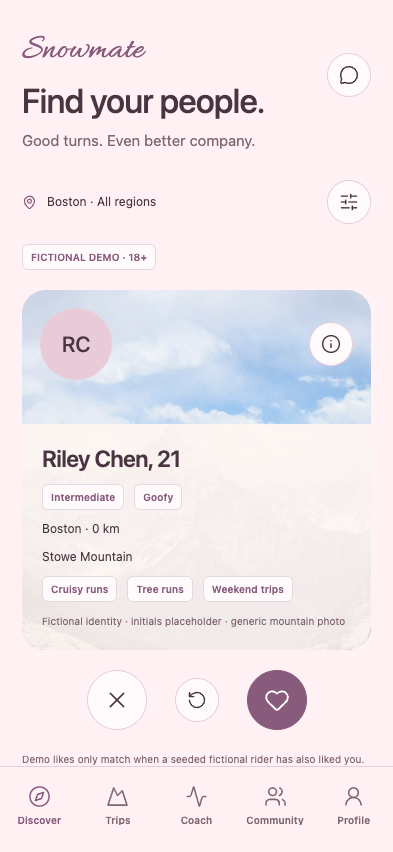 Snowmate
Find your people.
Good turns. Even better company.
Boston · All regions
FICTIONAL DEMO · 18+
RC
Riley Chen, 21
Intermediate
Goofy
Boston · 0 km
Stowe Mountain
Cruisy runs
Tree runs
Weekend trips
Fictional identity · initials placeholder · generic mountain photo
Demo likes only match when a seeded fictional rider has also liked you.
Discover
Trips
Coach
Community
Profile